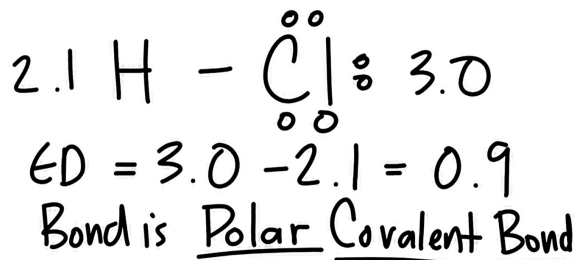 2.1 H - Cl: 3.0
ED = 3.0 - 2.1 = 0.9
Bond is Polar Covalent Bond